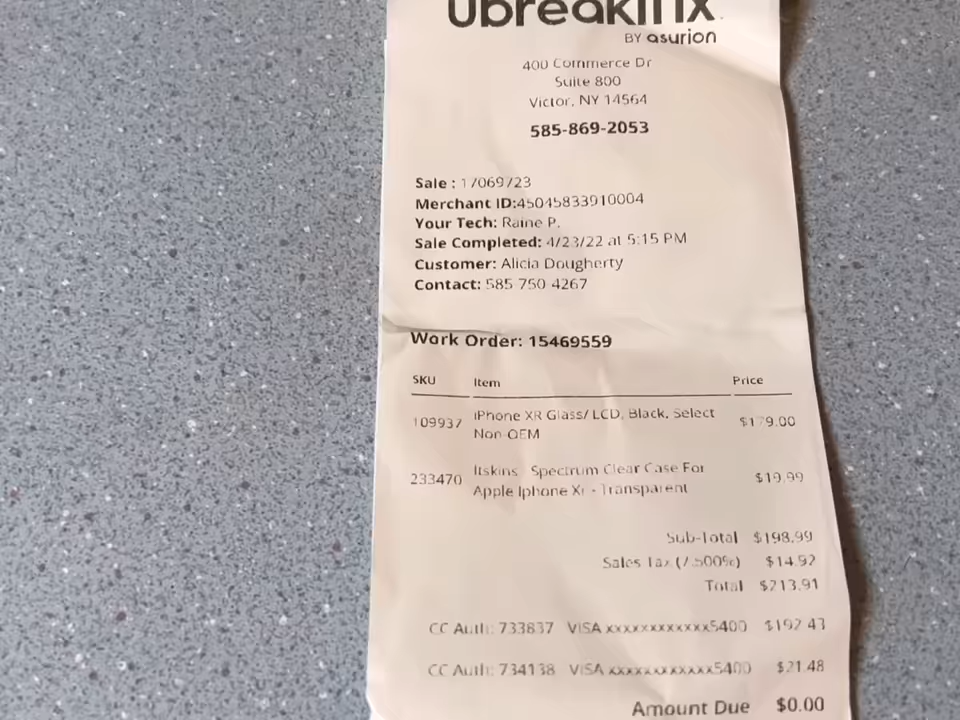 ubreakifix
BY asurion
400 Commerce Dr
Suite 800
Victor, NY 14564
585-869-2053
Sale : 17069723
Merchant ID:45045833910004
Your Tech: Raine P.
Sale Completed: 4/23/22 at 5:15 PM
Customer: Alicia Dougherty
Contact: 585 750 4267
Work Order: 15469559
SKU Item Price
109937 iPhone XR Glass/ LCD, Black, Select Non-OEM $179.00
233470 Itskins Spectrum Clear Case For Apple Iphone Xr - Transparent $19.99
Sub-Total $198.99
Sales Tax (7.500%) $14.92
Total $213.91
CC Auth: 733837 VISA xxxxxxxxxxxx5400 $192.43
CC Auth: 734138 VISA xxxxxxxxxxxx5400 $21.48
Amount Due $0.00